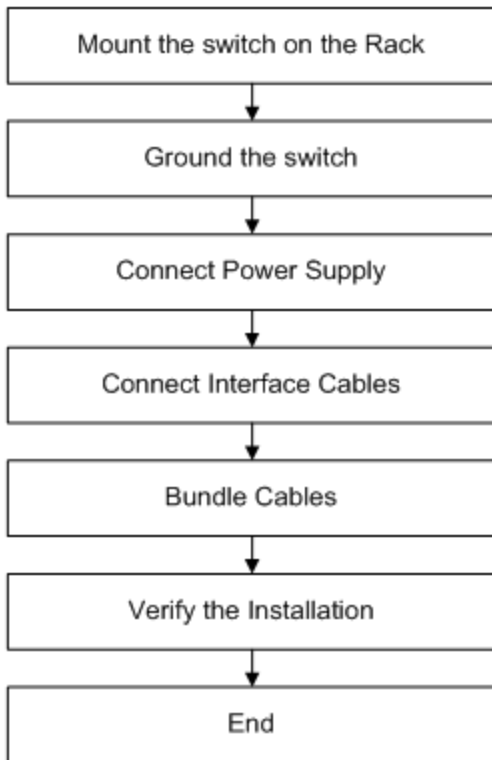 Mount the switch on the Rack
Ground the switch
Connect Power Supply
Connect Interface Cables
Bundle Cables
Verify the Installation
End